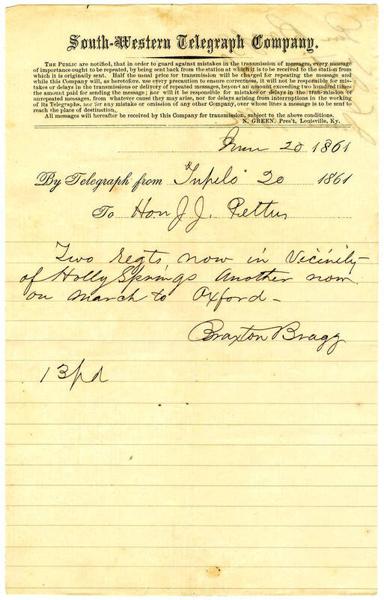 South-Western Telegraph Company.
THE PUBLIC are notified, that in order to guard against mistakes in the transmission of messages, every message
of importance ought to be repeated, by being sent back from the station at which it is to be received to the station from
which it is originally sent. Half the usual price for transmission will be charged for repeating the message and
while this Company will, as heretofore, use every precaution to ensure correctness, it will not be responsible for mis-
takes or delays in the transmissions or delivery of repeated messages, beyond an amount exceeding two hundred times
the amount paid for sending the message; nor will it be responsible for mistakes or delays in the transmission of
unrepeated messages, from whatever cause they may arise, nor for delays arising from interruptions in the working
of its Telegraphs, nor for any mistake or omission of any other Company, over whose lines a message is to be sent to
reach the place of destination.
All messages will hereafter be received by this Company for transmission, subject to the above conditions.
N. GREEN, Pres't, Louisville, Ky.
June 20 1861
By Telegraph from Tupelo 20 1861
To Hon J. J. Pettus
Two Regts now in Vicinity
of Holly Springs Another now
on march to Oxford -
Braxton Bragg
13 pd